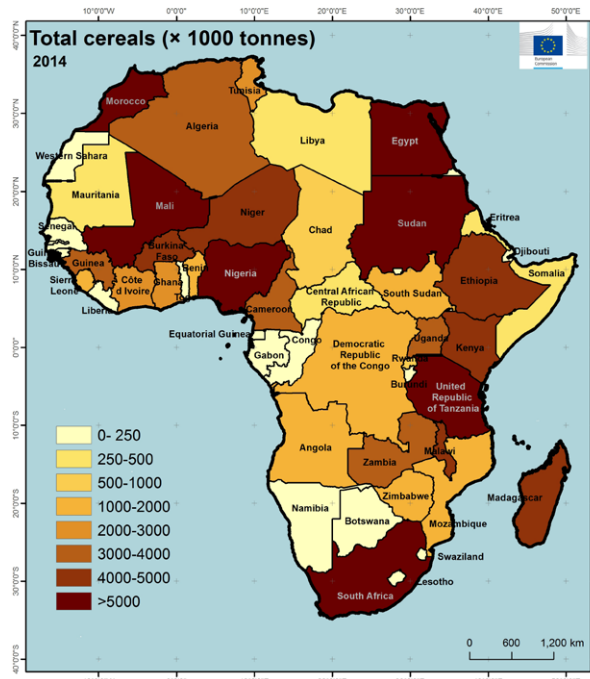 Total cereals (× 1000 tonnes)
2014
European
Commission
10°0'0"W
0°0'0"
10°0'0"E
20°0'0"E
30°0'0"E
40°0'0"E
50°0'0"E
40°0'0"N
30°0'0"N
20°0'0"N
10°0'0"N
0°0'0"
10°0'0"S
20°0'0"S
30°0'0"S
40°0'0"S
Morocco
Tunisia
Algeria
Libya
Egypt
Western Sahara
Mauritania
Mali
Niger
Chad
Sudan
Eritrea
Senegal
Burkina
Faso
Djibouti
Guinea
Bissau
Guinea
Benin
Nigeria
Ethiopia
Somalia
Sierra
Leone
Côte
d Ivoire
Ghana
Togo
Central African
Republic
South Sudan
Liberia
Cameroon
Equatorial Guinea
Congo
Uganda
Kenya
Gabon
Democratic
Republic
of the Congo
Rwanda
Burundi
United
Republic
of Tanzania
Angola
Malawi
Zambia
Madagascar
Namibia
Zimbabwe
Botswana
Mozambique
Swaziland
Lesotho
South Africa
0- 250
250-500
500-1000
1000-2000
2000-3000
3000-4000
4000-5000
>5000
0 600 1,200 km